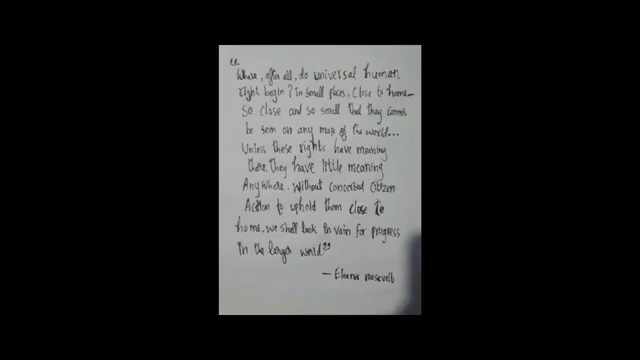 "
Where, after all, do universal human
right begin? In small places, close to home—
so close and so small that they cannot
be seen on any map of the world...
Unless these rights have meaning
there, they have little meaning
Anywhere. Without concerted Citizen
Action to uphold them close to
home, we shall look in vain for progress
in the larger world"
— Eleanor roosevelt